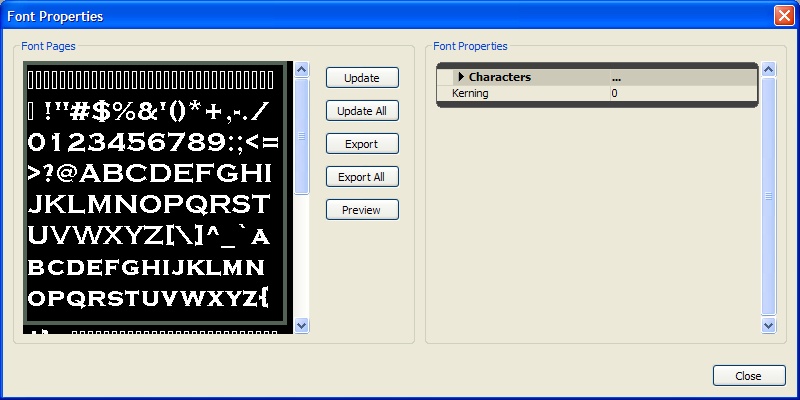 Font Properties
Font Pages
!"#$%&'()*+,-./
0123456789:;<=
>?@ABCDEFGHI
JKLMNOPQRST
UVWXYZ[\]^_`A
BCDEFGHIJKLMN
OPQRSTUVWXYZ{
Update
Update All
Export
Export All
Preview
Font Properties
Characters ...
Kerning 0
Close